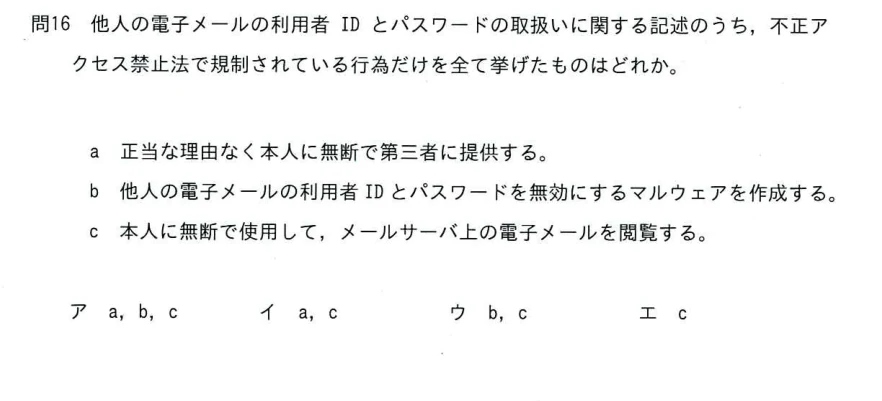 問16　他人の電子メールの利用者 ID とパスワードの取扱いに関する記述のうち，不正ア
クセス禁止法で規制されている行為だけを全て挙げたものはどれか。
a　正当な理由なく本人に無断で第三者に提供する。
b　他人の電子メールの利用者 ID とパスワードを無効にするマルウェアを作成する。
c　本人に無断で使用して，メールサーバ上の電子メールを閲覧する。
ア　a, b, c　　イ　a, c　　ウ　b, c　　エ　c